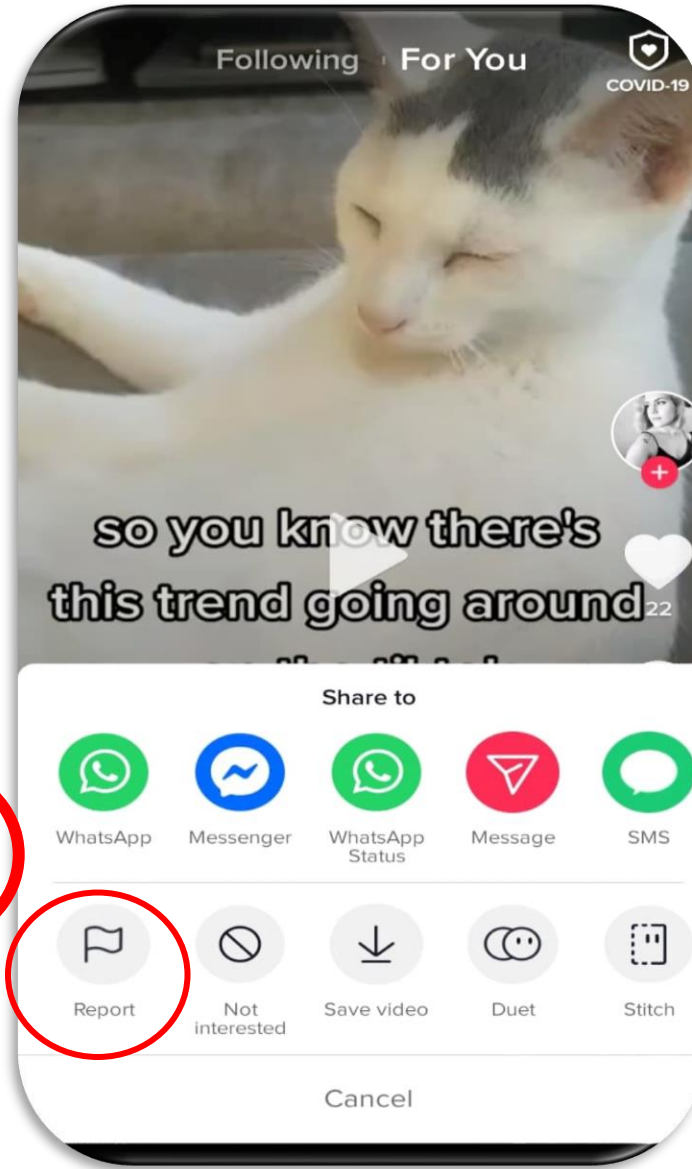 Following For You
COVID-19
so you know there's
this trend going around
22
Share to
WhatsApp Messenger WhatsApp Status Message SMS
Report Not interested Save video Duet Stitch
Cancel